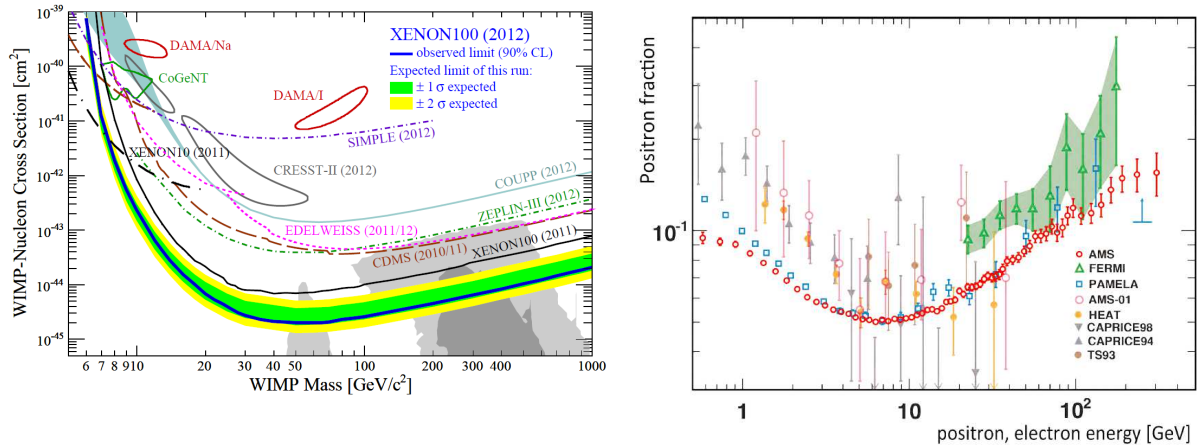 10⁻³⁹
10⁻⁴⁰
10⁻⁴¹
10⁻⁴²
10⁻⁴³
10⁻⁴⁴
10⁻⁴⁵
WIMP-Nucleon Cross Section [cm²]
DAMA/Na
CoGeNT
DAMA/I
XENON100 (2012)
observed limit (90% CL)
Expected limit of this run:
± 1 σ expected
± 2 σ expected
SIMPLE (2012)
XENON10 (2011)
CRESST-II (2012)
COUPP (2012)
ZEPLIN-III (2012)
EDELWEISS (2011/12)
CDMS (2010/11)
XENON100 (2011)
6 7 8 9 10 20 30 40 50 100 200 300 400 1000
WIMP Mass [GeV/c²]
Positron fraction
10⁻¹
AMS
FERMI
PAMELA
AMS-01
HEAT
CAPRICE98
CAPRICE94
TS93
1 10 10²
positron, electron energy [GeV]